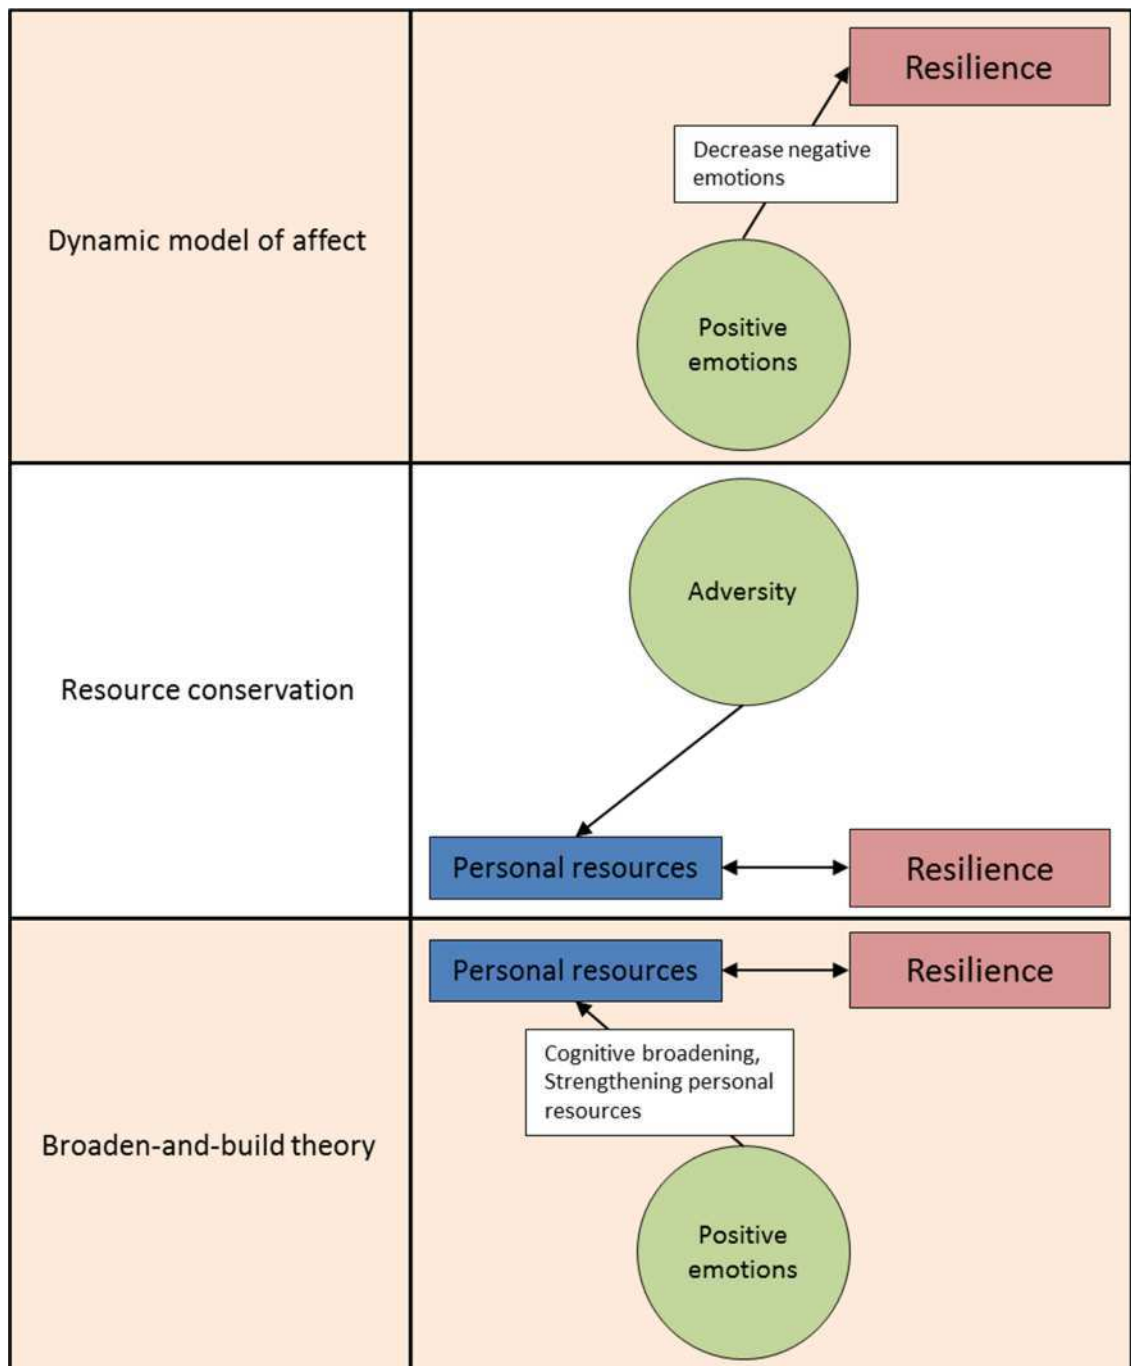 Dynamic model of affect
Resilience
Decrease negative
emotions
Positive
emotions
Resource conservation
Adversity
Personal resources
Resilience
Broaden-and-build theory
Personal resources
Resilience
Cognitive broadening,
Strengthening personal
resources
Positive
emotions